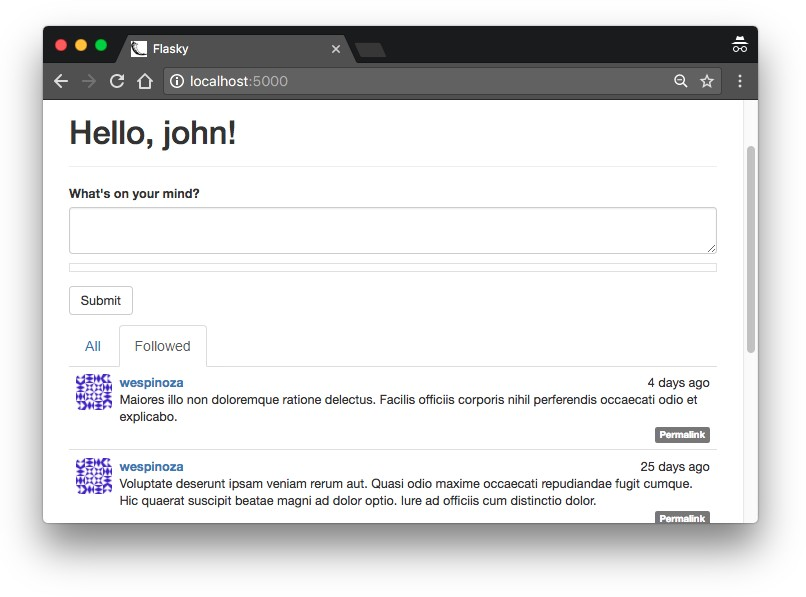 Flasky
localhost:5000
Hello, john!
What's on your mind?
Submit
All Followed
wespinoza 4 days ago
Maiores illo non doloremque ratione delectus. Facilis officiis corporis nihil perferendis occaecati odio et
explicabo.
Permalink
wespinoza 25 days ago
Voluptate deserunt ipsam veniam rerum aut. Quasi odio maxime occaecati repudiandae fugit cumque.
Hic quaerat suscipit beatae magni ad dolor optio. Iure ad officiis cum distinctio dolor.
Permalink